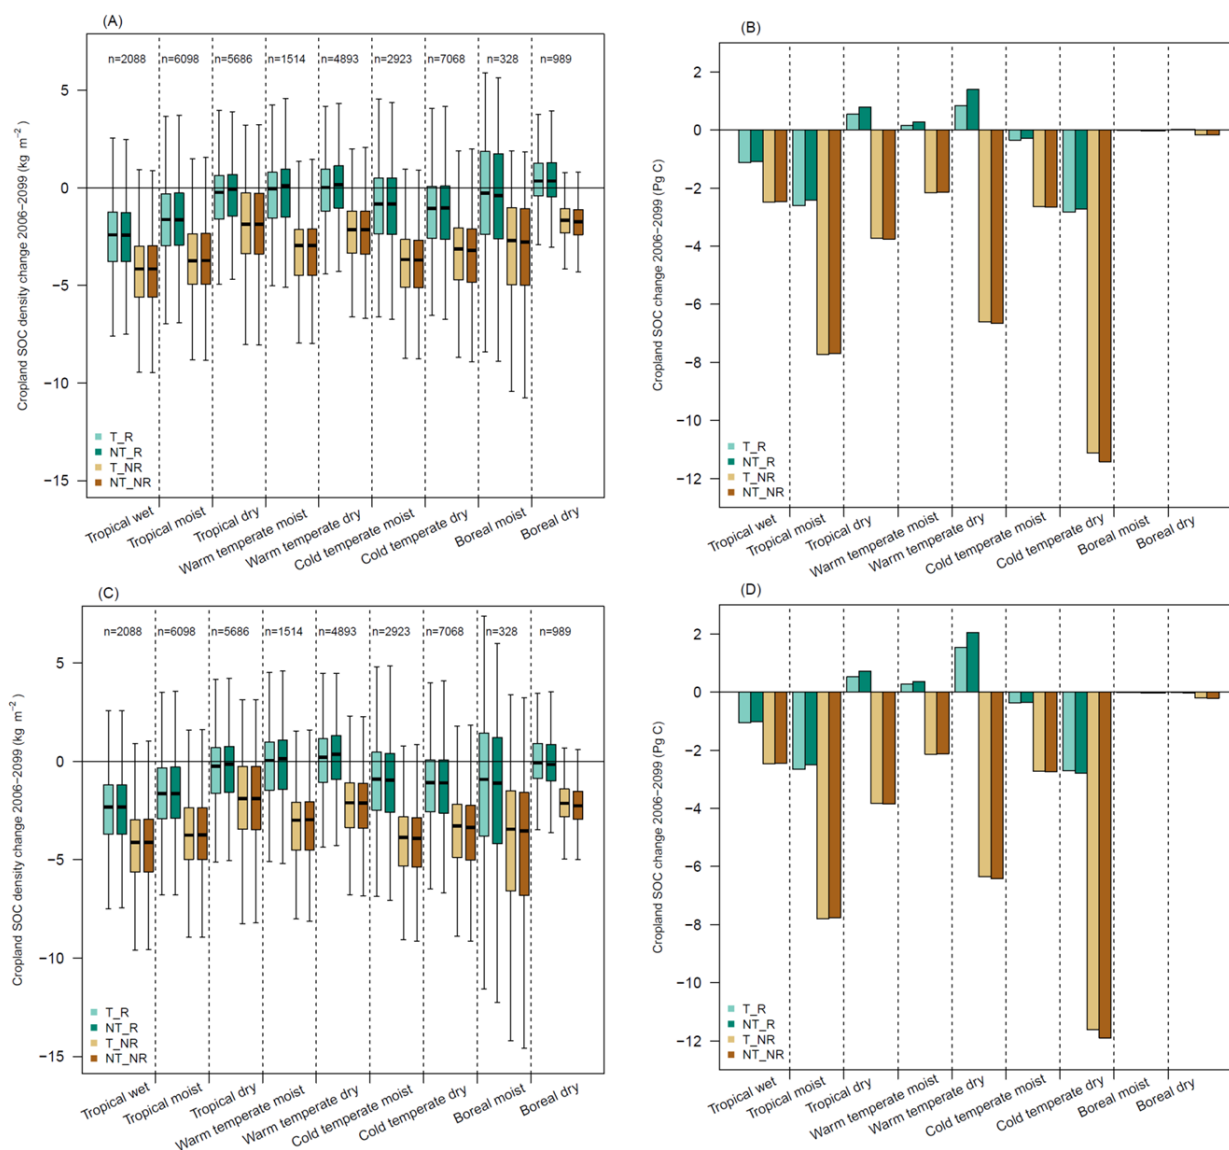 (A)
n=2088 n=6098 n=5686 n=1514 n=4893 n=2923 n=7068 n=328 n=989
Cropland SOC density change 2006−2099 (kg m−2)
5
0
−5
−10
−15
T_R
NT_R
T_NR
NT_NR
Tropical wet
Tropical moist
Tropical dry
Warm temperate moist
Warm temperate dry
Cold temperate moist
Cold temperate dry
Boreal moist
Boreal dry
(B)
Cropland SOC change 2006−2099 (Pg C)
2
0
−2
−4
−6
−8
−10
−12
T_R
NT_R
T_NR
NT_NR
Tropical wet
Tropical moist
Tropical dry
Warm temperate moist
Warm temperate dry
Cold temperate moist
Cold temperate dry
Boreal moist
Boreal dry
(C)
n=2088 n=6098 n=5686 n=1514 n=4893 n=2923 n=7068 n=328 n=989
Cropland SOC density change 2006−2099 (kg m−2)
5
0
−5
−10
−15
T_R
NT_R
T_NR
NT_NR
Tropical wet
Tropical moist
Tropical dry
Warm temperate moist
Warm temperate dry
Cold temperate moist
Cold temperate dry
Boreal moist
Boreal dry
(D)
Cropland SOC change 2006−2099 (Pg C)
2
0
−2
−4
−6
−8
−10
−12
T_R
NT_R
T_NR
NT_NR
Tropical wet
Tropical moist
Tropical dry
Warm temperate moist
Warm temperate dry
Cold temperate moist
Cold temperate dry
Boreal moist
Boreal dry